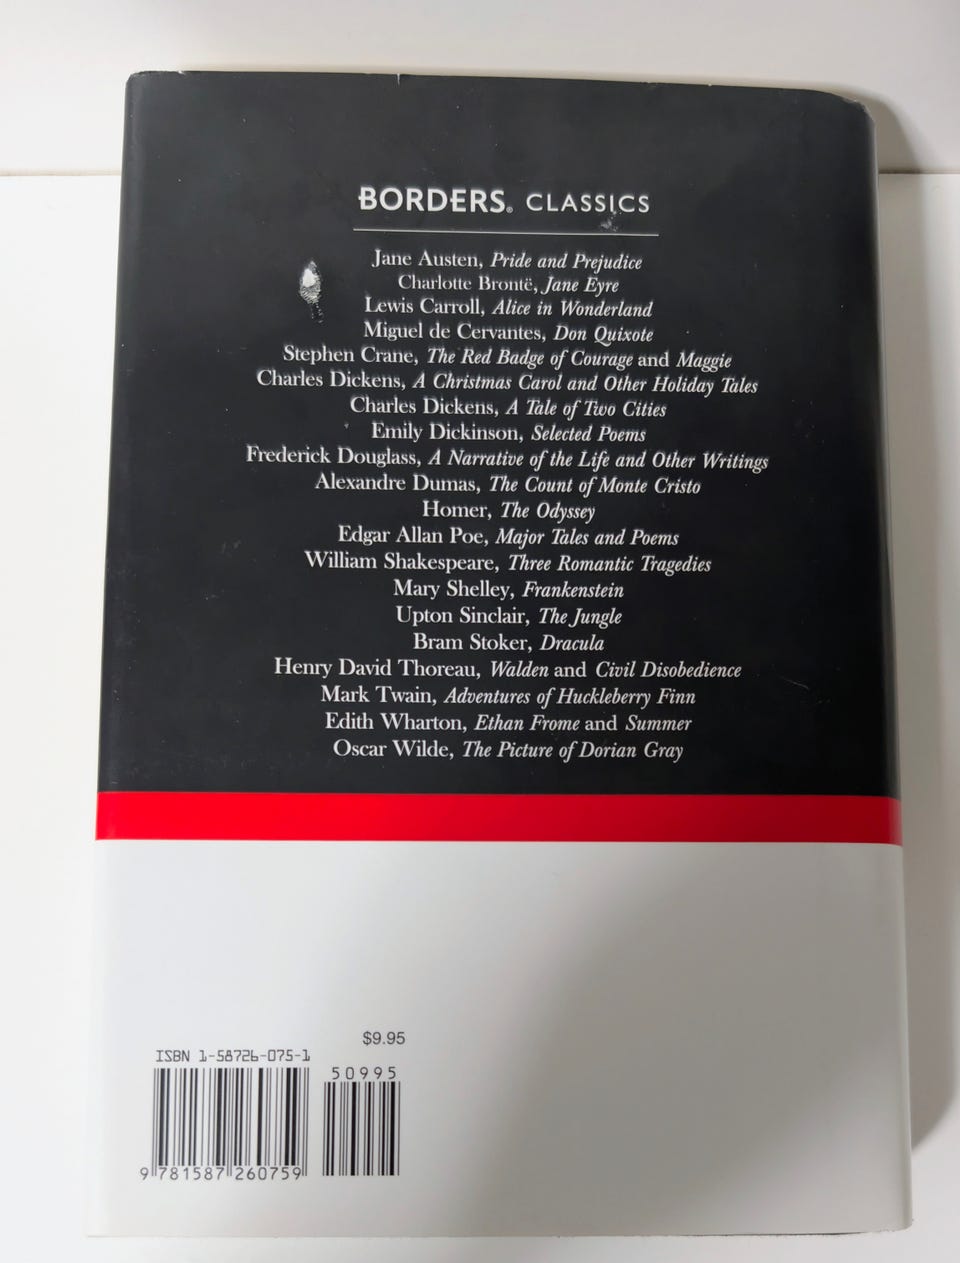 BORDERS® CLASSICS
Jane Austen, Pride and Prejudice
Charlotte Brontë, Jane Eyre
Lewis Carroll, Alice in Wonderland
Miguel de Cervantes, Don Quixote
Stephen Crane, The Red Badge of Courage and Maggie
Charles Dickens, A Christmas Carol and Other Holiday Tales
Charles Dickens, A Tale of Two Cities
Emily Dickinson, Selected Poems
Frederick Douglass, A Narrative of the Life and Other Writings
Alexandre Dumas, The Count of Monte Cristo
Homer, The Odyssey
Edgar Allan Poe, Major Tales and Poems
William Shakespeare, Three Romantic Tragedies
Mary Shelley, Frankenstein
Upton Sinclair, The Jungle
Bram Stoker, Dracula
Henry David Thoreau, Walden and Civil Disobedience
Mark Twain, Adventures of Huckleberry Finn
Edith Wharton, Ethan Frome and Summer
Oscar Wilde, The Picture of Dorian Gray
$9.95
ISBN 1-58726-075-1
50995
9 781587 260759